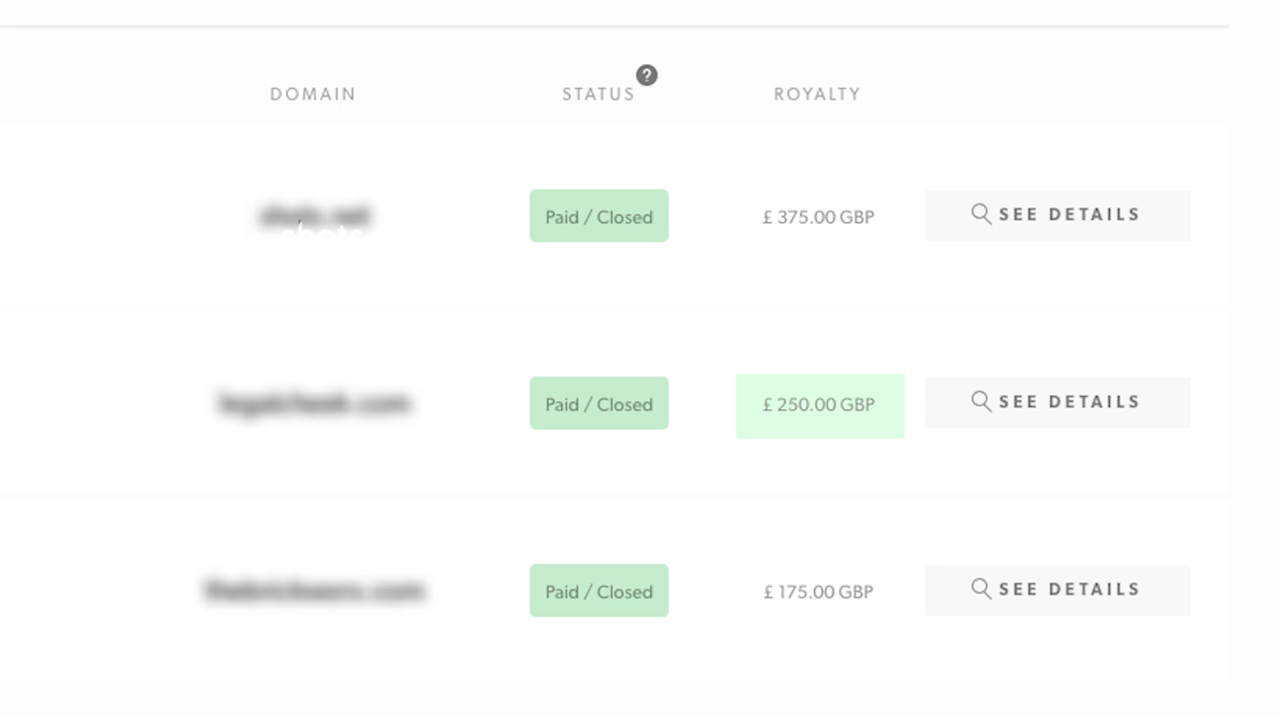 DOMAIN STATUS ? ROYALTY
Paid / Closed £ 375.00 GBP SEE DETAILS
shots
Paid / Closed £ 250.00 GBP SEE DETAILS
Paid / Closed £ 175.00 GBP SEE DETAILS